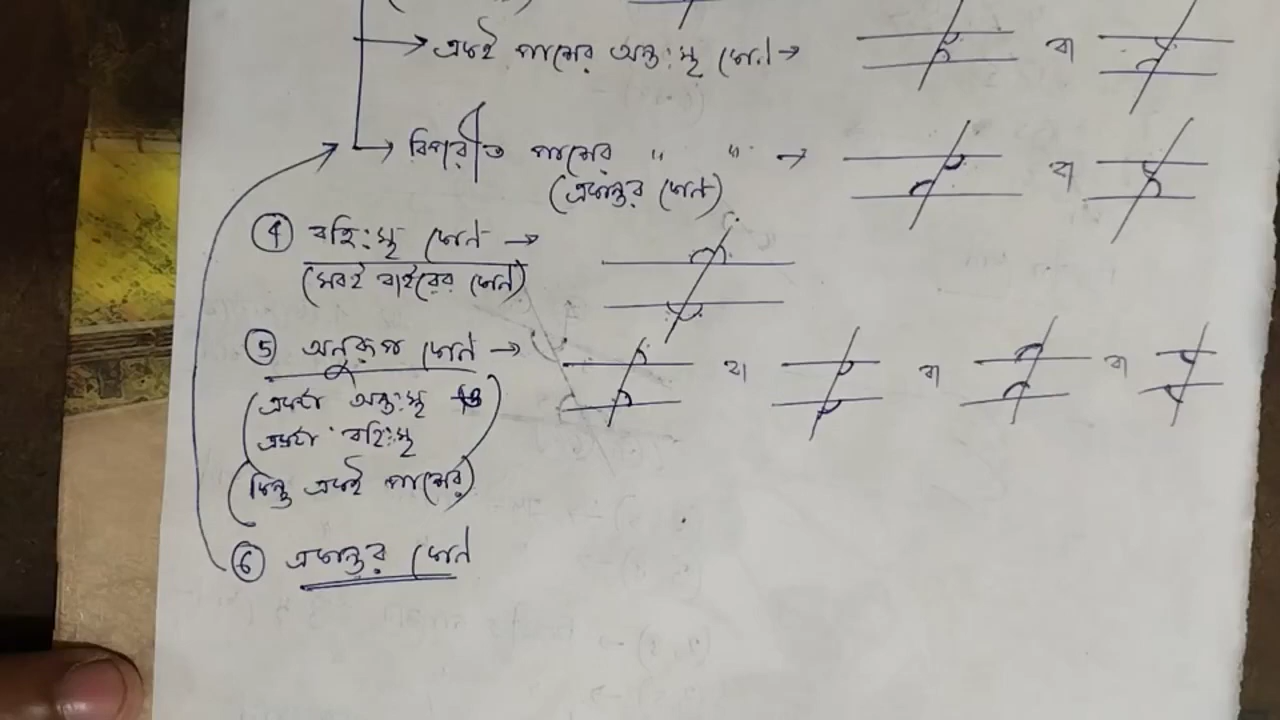 → একই পাশের অন্তঃস্থ কোণ →
বা
→ বিপরীত পাশের " " →
বা
(একান্তর কোণ)
④ বহিঃস্থ কোণ →
(সবই বাইরের কোণ)
⑤ অনুরূপ কোণ →
বা
বা
বা
(একটা অন্তঃস্থ ও
একটা বহিঃস্থ)
(কিন্তু একই পাশের)
⑥ একান্তর কোণ